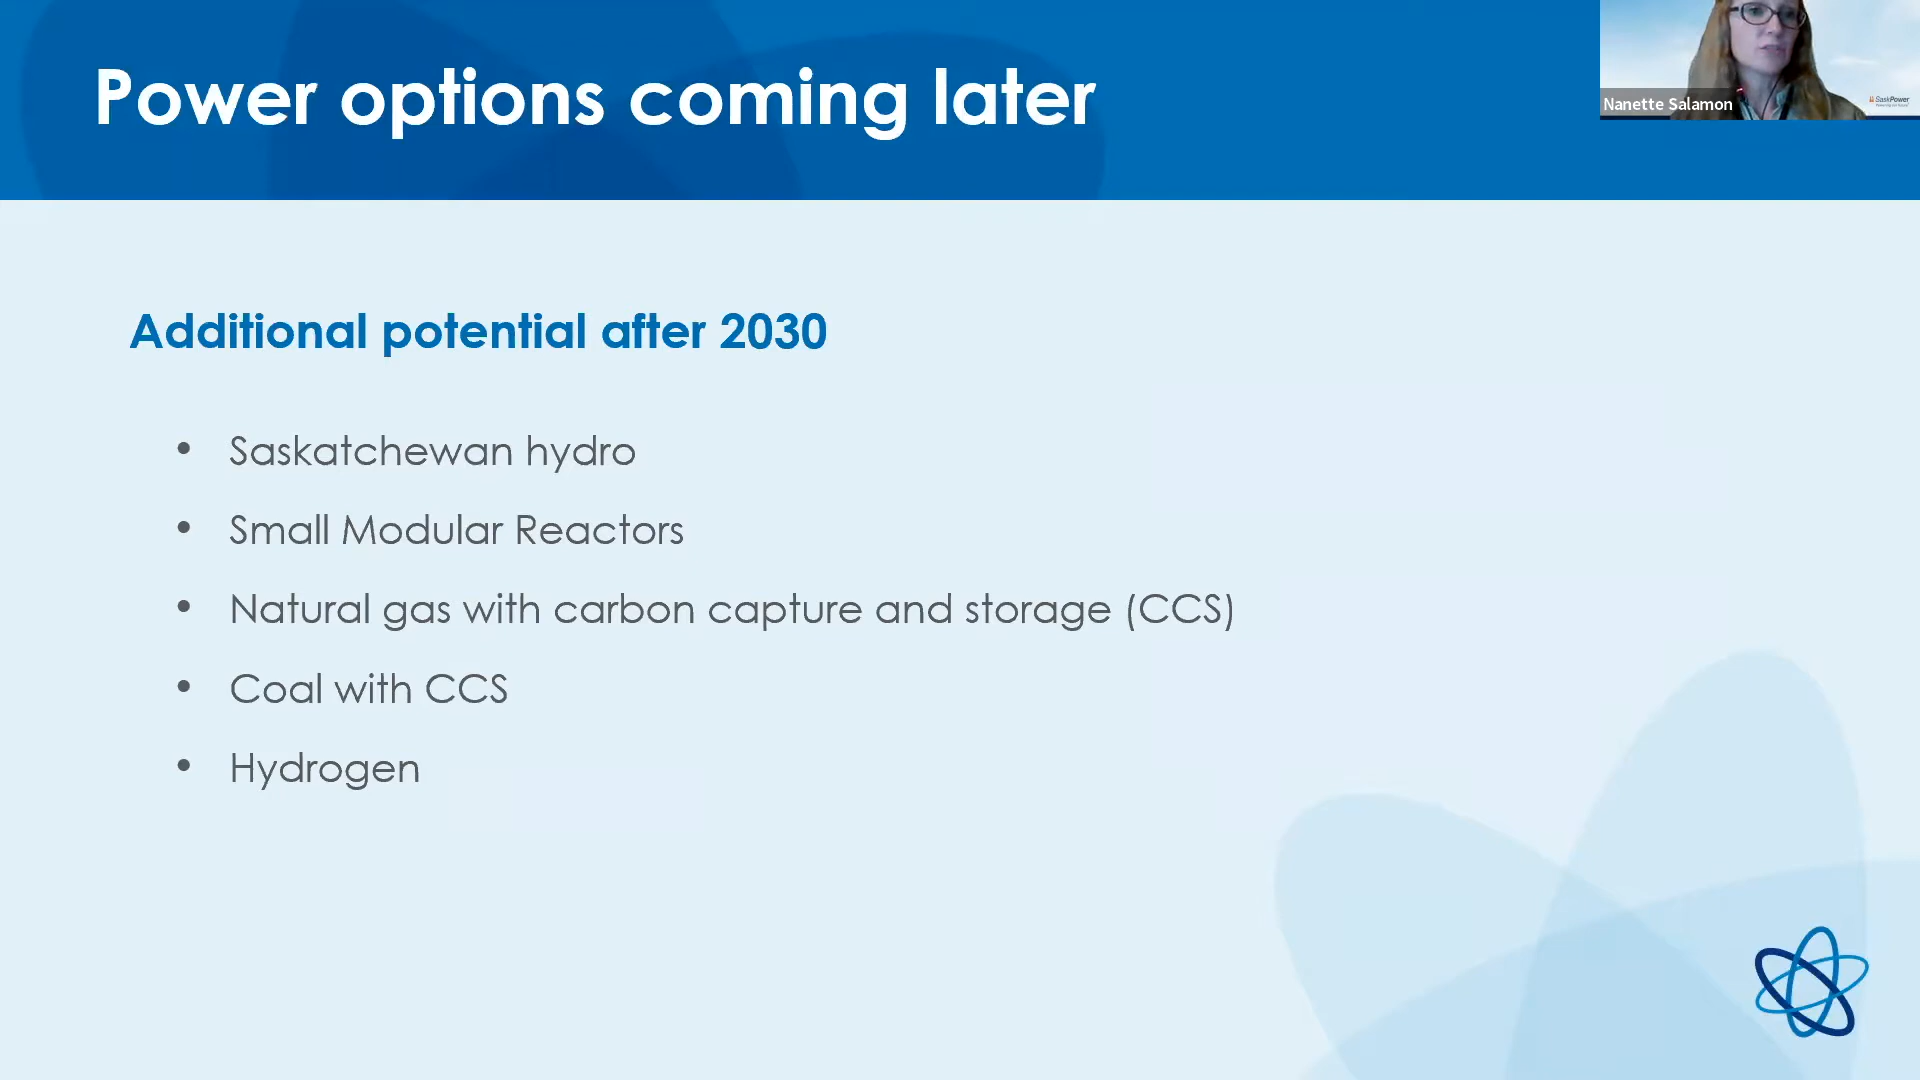 Power options coming later
Nanette Salamon
SaskPower
Additional potential after 2030
• Saskatchewan hydro
• Small Modular Reactors
• Natural gas with carbon capture and storage (CCS)
• Coal with CCS
• Hydrogen